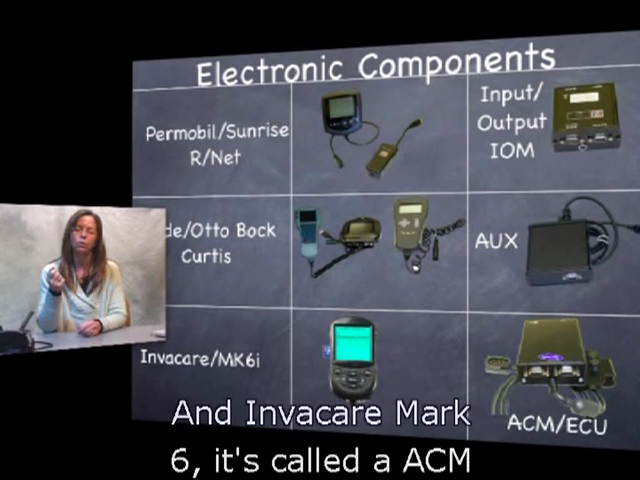 Electronic Components
Permobil/Sunrise
R/Net
Input/
Output
IOM
de/Otto Bock
Curtis
AUX
Invacare/MK6i
ACM/ECU
And Invacare Mark
6, it's called a ACM